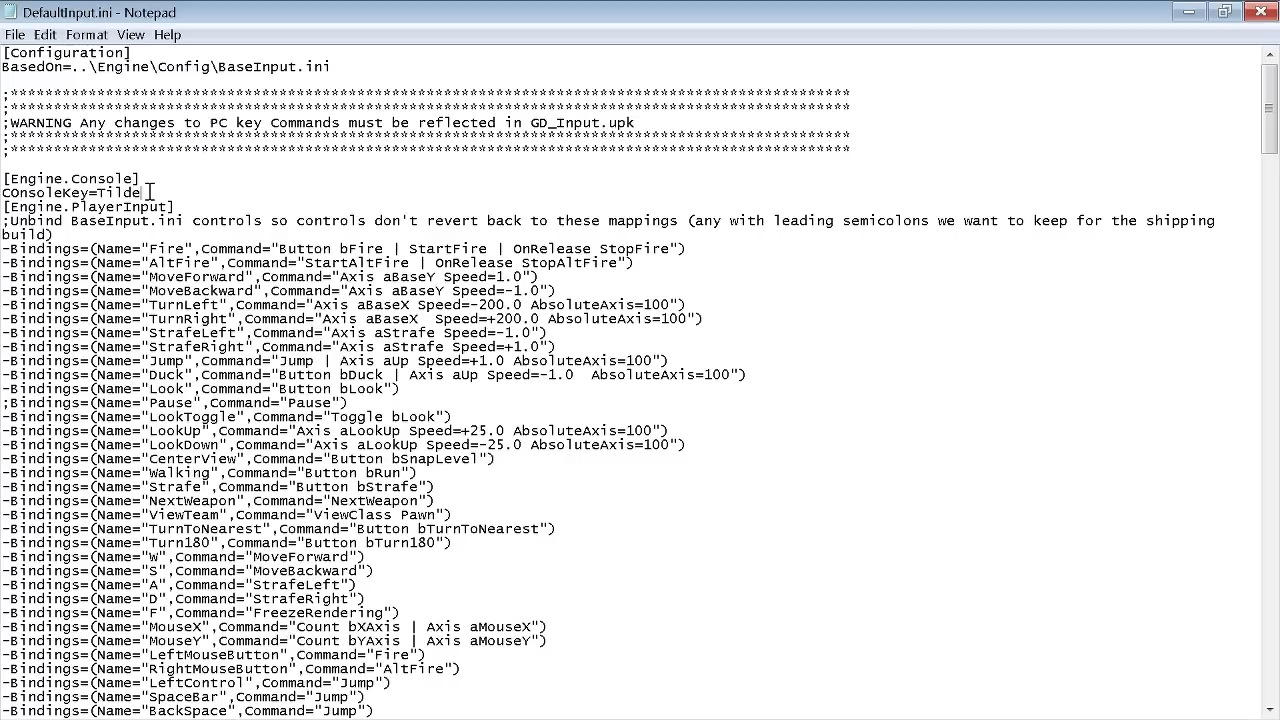 DefaultInput.ini - Notepad
File Edit Format View Help
[Configuration]
BasedOn=..\Engine\Config\BaseInput.ini
;************************************************************************************************
;************************************************************************************************
;WARNING Any changes to PC key Commands must be reflected in GD_Input.upk
;************************************************************************************************
;************************************************************************************************
[Engine.Console]
COnsoleKey=Tilde
[Engine.PlayerInput]
;Unbind BaseInput.ini controls so controls don't revert back to these mappings (any with leading semicolons we want to keep for the shipping
build)
-Bindings=(Name="Fire",Command="Button bFire | StartFire | OnRelease StopFire")
-Bindings=(Name="AltFire",Command="StartAltFire | OnRelease StopAltFire")
-Bindings=(Name="MoveForward",Command="Axis aBaseY Speed=1.0")
-Bindings=(Name="MoveBackward",Command="Axis aBaseY Speed=-1.0")
-Bindings=(Name="TurnLeft",Command="Axis aBaseX Speed=-200.0 AbsoluteAxis=100")
-Bindings=(Name="TurnRight",Command="Axis aBaseX  Speed=+200.0 AbsoluteAxis=100")
-Bindings=(Name="StrafeLeft",Command="Axis aStrafe Speed=-1.0")
-Bindings=(Name="StrafeRight",Command="Axis aStrafe Speed=+1.0")
-Bindings=(Name="Jump",Command="Jump | Axis aUp Speed=+1.0 AbsoluteAxis=100")
-Bindings=(Name="Duck",Command="Button bDuck | Axis aUp Speed=-1.0  AbsoluteAxis=100")
-Bindings=(Name="Look",Command="Button bLook")
;Bindings=(Name="Pause",Command="Pause")
-Bindings=(Name="LookToggle",Command="Toggle bLook")
-Bindings=(Name="LookUp",Command="Axis aLookUp Speed=+25.0 AbsoluteAxis=100")
-Bindings=(Name="LookDown",Command="Axis aLookUp Speed=-25.0 AbsoluteAxis=100")
-Bindings=(Name="CenterView",Command="Button bSnapLevel")
-Bindings=(Name="Walking",Command="Button bRun")
-Bindings=(Name="Strafe",Command="Button bStrafe")
-Bindings=(Name="NextWeapon",Command="NextWeapon")
-Bindings=(Name="ViewTeam",Command="ViewClass Pawn")
-Bindings=(Name="TurnToNearest",Command="Button bTurnToNearest")
-Bindings=(Name="Turn180",Command="Button bTurn180")
-Bindings=(Name="W",Command="MoveForward")
-Bindings=(Name="S",Command="MoveBackward")
-Bindings=(Name="A",Command="StrafeLeft")
-Bindings=(Name="D",Command="StrafeRight")
-Bindings=(Name="F",Command="FreezeRendering")
-Bindings=(Name="MouseX",Command="Count bXAxis | Axis aMouseX")
-Bindings=(Name="MouseY",Command="Count bYAxis | Axis aMouseY")
-Bindings=(Name="LeftMouseButton",Command="Fire")
-Bindings=(Name="RightMouseButton",Command="AltFire")
-Bindings=(Name="LeftControl",Command="Jump")
-Bindings=(Name="SpaceBar",Command="Jump")
-Bindings=(Name="BackSpace",Command="Jump")